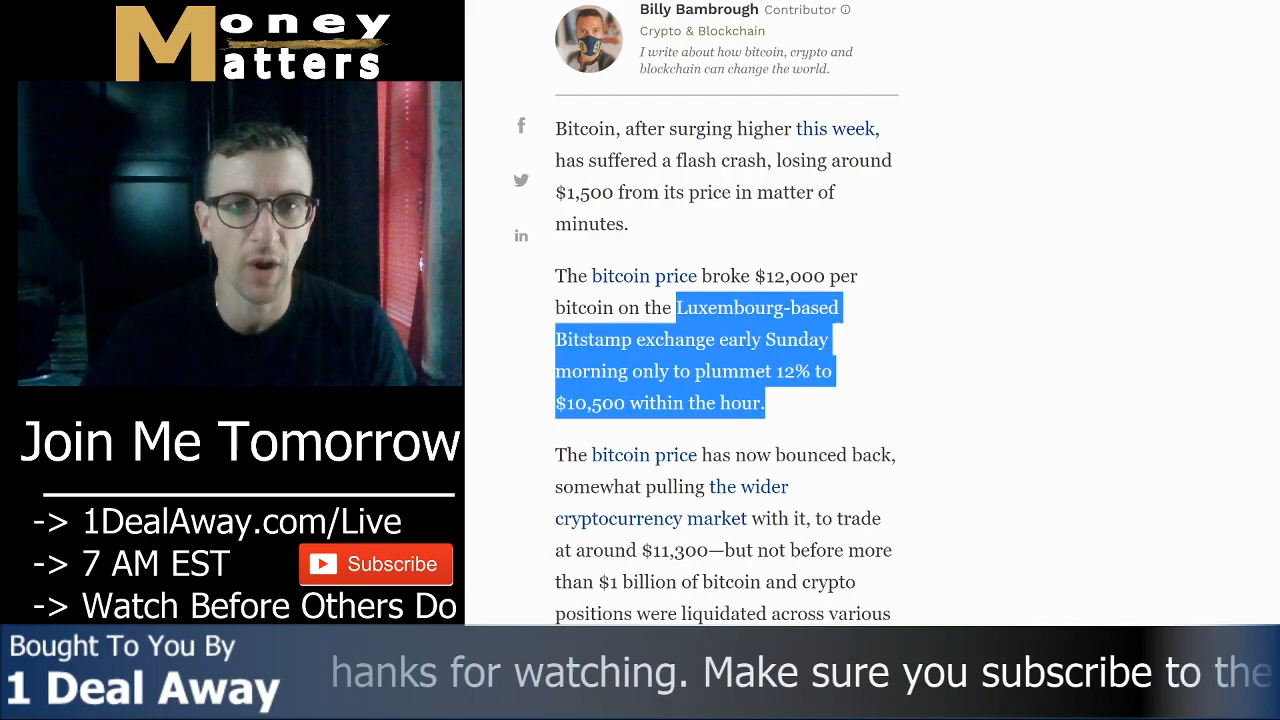 Money
Matters
Join Me Tomorrow
-> 1DealAway.com/Live
-> 7 AM EST
Subscribe
-> Watch Before Others Do
Billy Bambrough Contributor
Crypto & Blockchain
I write about how bitcoin, crypto and
blockchain can change the world.
f
in
Bitcoin, after surging higher this week,
has suffered a flash crash, losing around
$1,500 from its price in matter of
minutes.
The bitcoin price broke $12,000 per
bitcoin on the Luxembourg-based
Bitstamp exchange early Sunday
morning only to plummet 12% to
$10,500 within the hour.
The bitcoin price has now bounced back,
somewhat pulling the wider
cryptocurrency market with it, to trade
at around $11,300—but not before more
than $1 billion of bitcoin and crypto
positions were liquidated across various
Bought To You By
1 Deal Away
hanks for watching. Make sure you subscribe to the